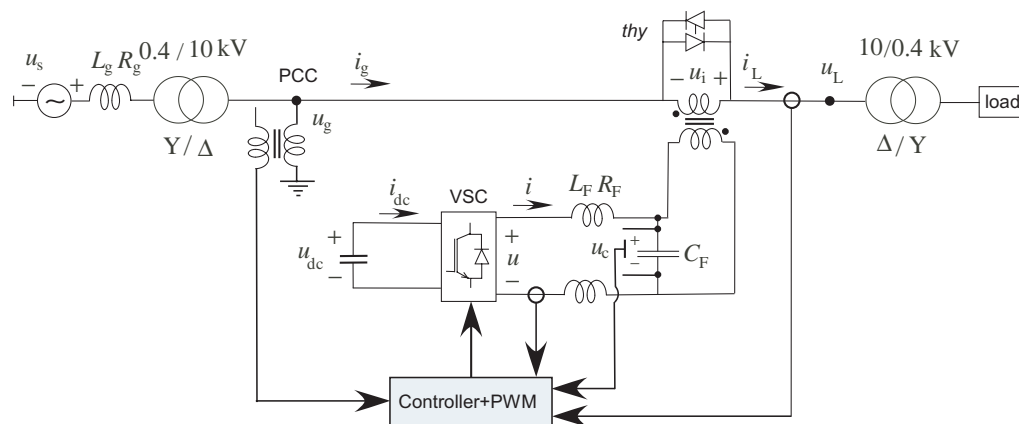 thy
0.4 / 10 kV
10/0.4 kV
u_s
L_g R_g
PCC
i_g
− u_i +
i_L
u_L
− +
u_g
load
Y / Δ
Δ / Y
L_F R_F
i_dc
VSC
i
+
u_dc
−
+
u
−
u_c
+
−
C_F
Controller+PWM